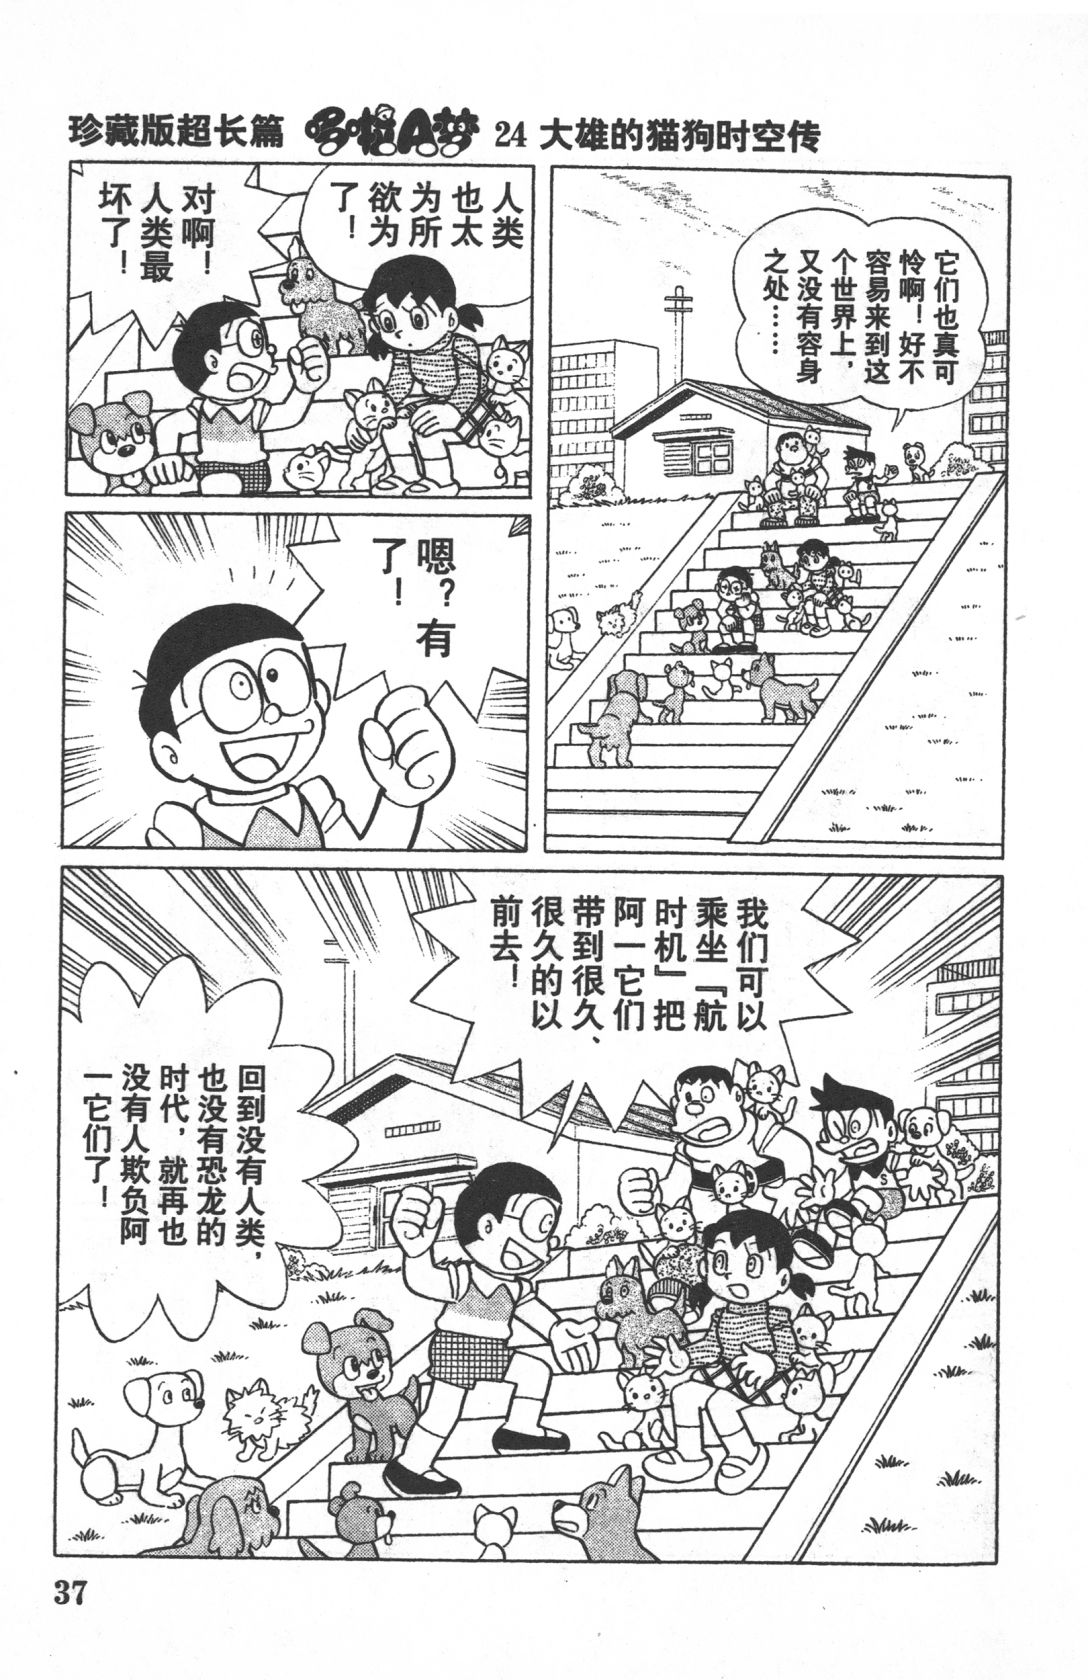 珍藏版超长篇 哆啦A梦 24 大雄的猫狗时空传
它们也真可
怜啊！好不
容易来到这
个世界上，
又没有容身
之处……
人类
也太
为所
欲为
了！
对啊！
人类最
坏了！
嗯？有
了！
我们可以
乘坐『航
时机』把
阿一它们
带到很久、
很久的以
前去！
回到没有人类，
也没有恐龙的
时代，就再也
没有人欺负阿
一它们了！
S
37